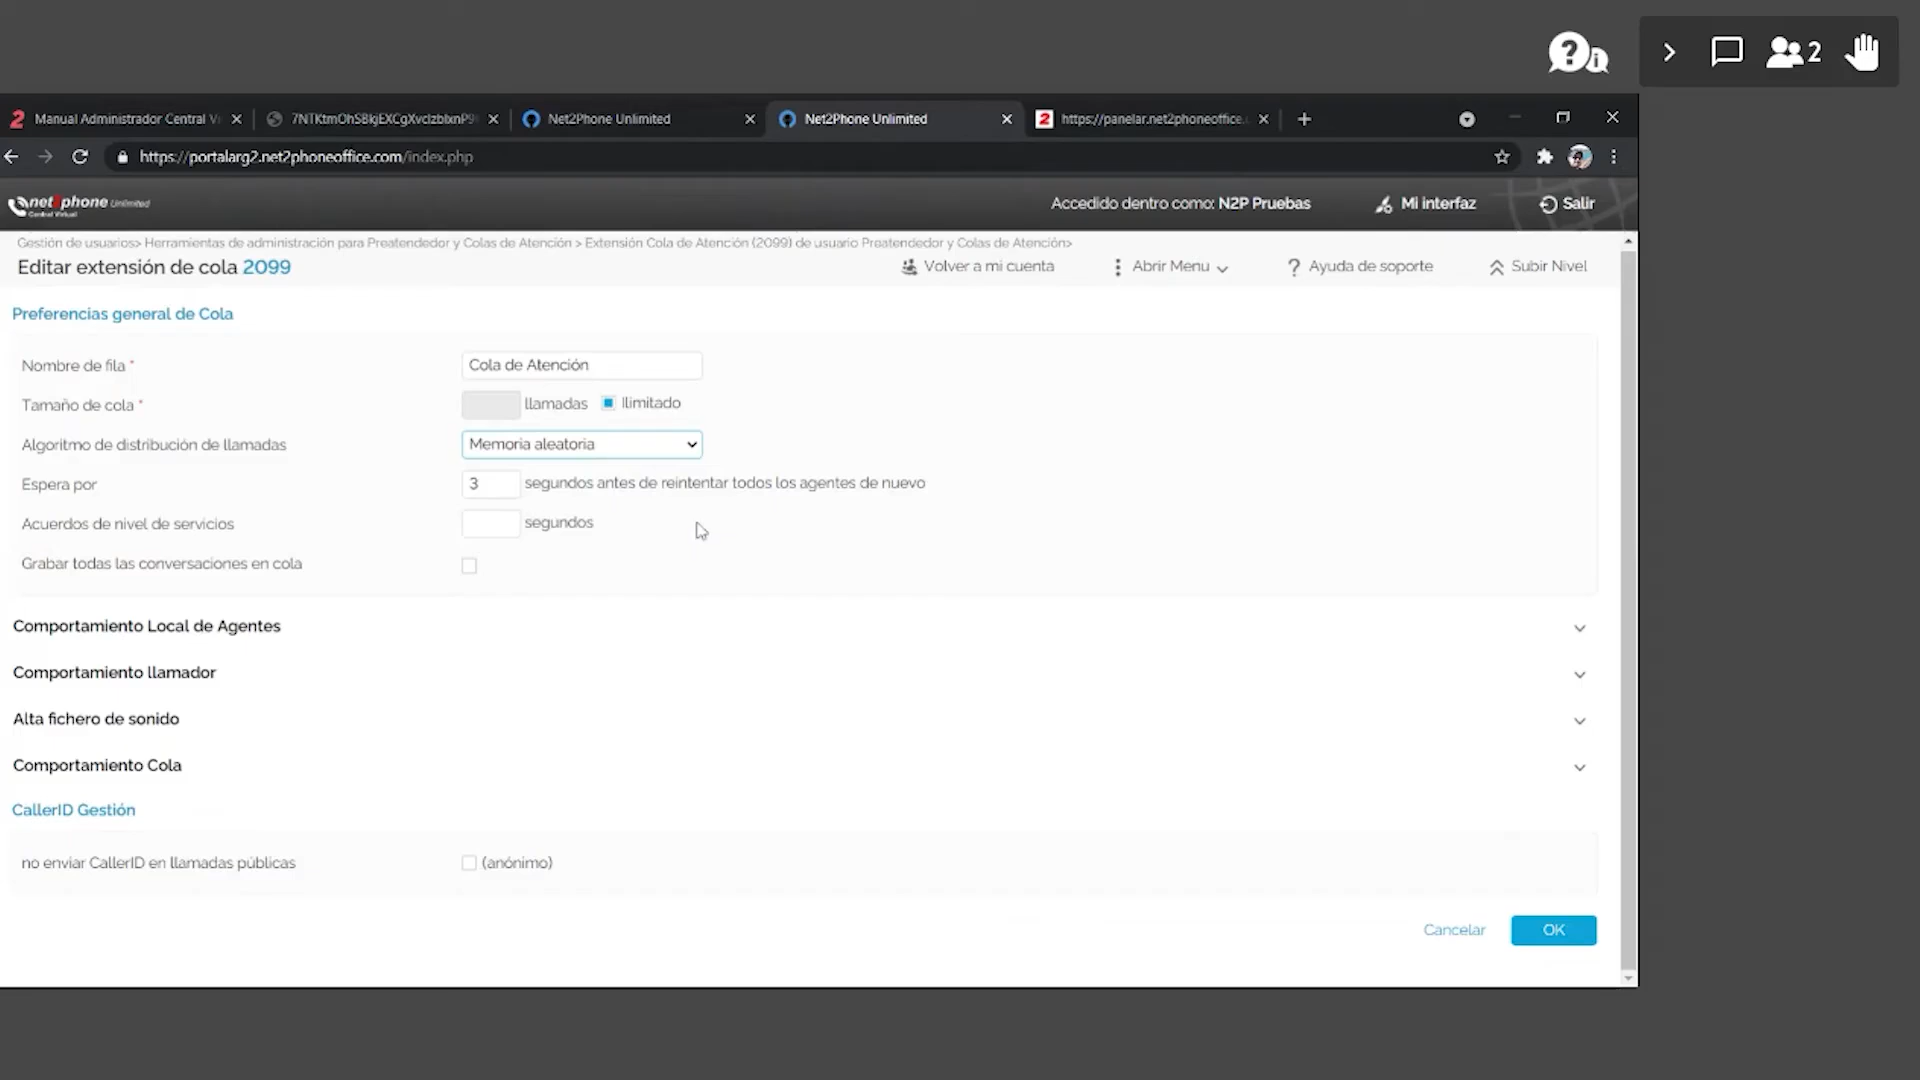 2
Manual Administrador Central Vi
Net2Phone Unlimited
Net2Phone Unlimited
https://panelar.net2phoneoffice.
https://portalarg2.net2phoneoffice.com/index.php
net2phone Unlimited
Central Virtual
Accedido dentro como: N2P Pruebas
Mi interfaz
Salir
Gestión de usuarios> Herramientas de administración para Preatendedor y Colas de Atención > Extensión Cola de Atención (2099) de usuario Preatendedor y Colas de Atención>
Editar extensión de cola 2099
Volver a mi cuenta
Abrir Menu
Ayuda de soporte
Subir Nivel
Preferencias general de Cola
Nombre de fila *
Cola de Atención
Tamaño de cola *
llamadas
Ilimitado
Algoritmo de distribución de llamadas
Memoria aleatoria
Espera por
3
segundos antes de reintentar todos los agentes de nuevo
Acuerdos de nivel de servicios
segundos
Grabar todas las conversaciones en cola
Comportamiento Local de Agentes
Comportamiento llamador
Alta fichero de sonido
Comportamiento Cola
CallerID Gestión
no enviar CallerID en llamadas públicas
(anónimo)
Cancelar
OK